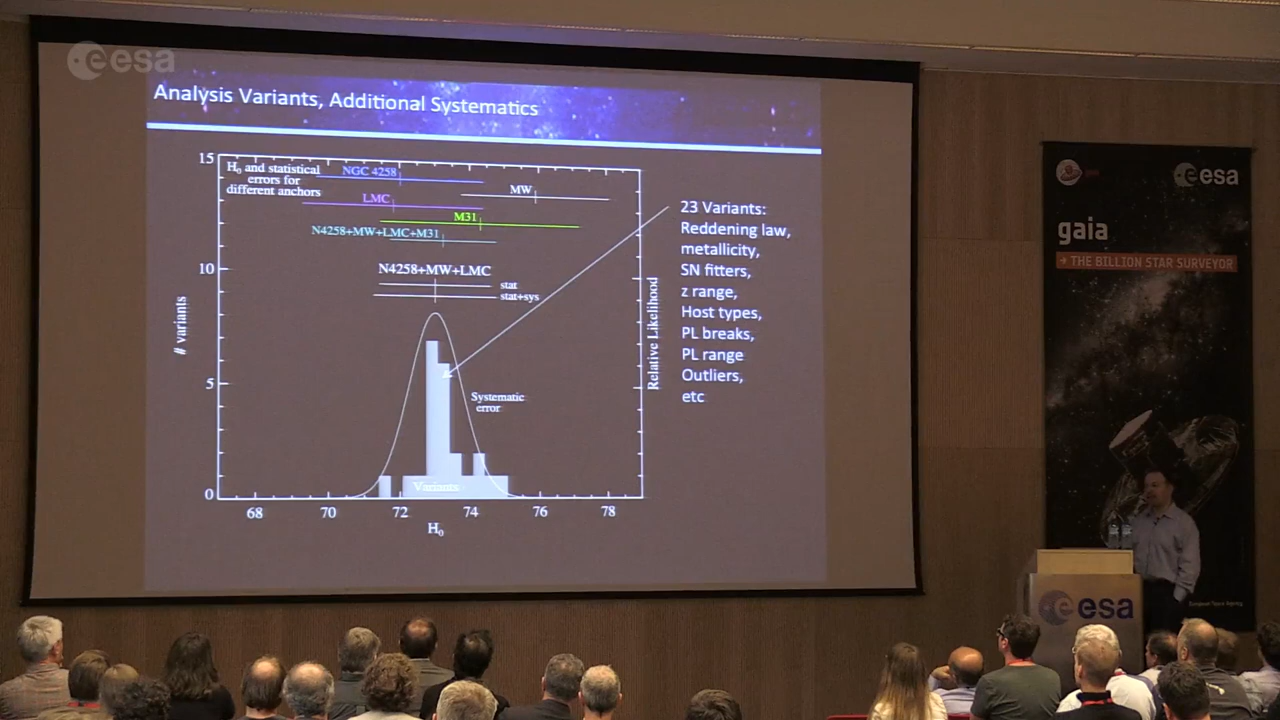 esa
Analysis Variants, Additional Systematics
15
10
5
0
# variants
H₀ and statistical
errors for
different anchors
NGC 4258
MW
LMC
M31
N4258+MW+LMC+M31
N4258+MW+LMC
stat
stat+sys
Systematic
error
Variants
68 70 72 74 76 78
H₀
Relative Likelihood
23 Variants:
Reddening law,
metallicity,
SN fitters,
z range,
Host types,
PL breaks,
PL range
Outliers,
etc
esa
gaia
→ THE BILLION STAR SURVEYOR
European Space Agency
esa